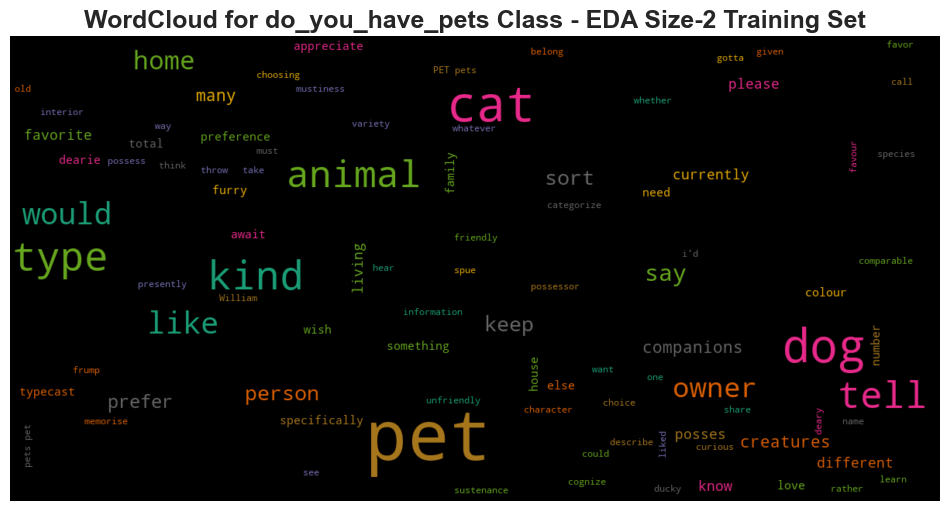 WordCloud for do_you_have_pets Class - EDA Size-2 Training Set
appreciate
favor
home
belong
gotta
given
PET pets
choosing
please
call
old
many
mustiness
cat
whether
interior
way
variety
whatever
favorite
preference
total
must
dearie
possess
think
family
favour
species
throw
take
animal
sort
currently
furry
need
categorize
would
await
friendly
type
living
i'd
hear
spue
say
comparable
kind
presently
possessor
William
colour
information
like
wish
keep
something
companions
dog
number
frump
house
want
one
typecast
person
else
owner
tell
prefer
unfriendly
character
choice
share
memorise
specifically
deary
name
pet
posses
pets pet
describe
curious
creatures
liked
could
different
see
cognize
learn
sustenance
ducky
know
love
rather